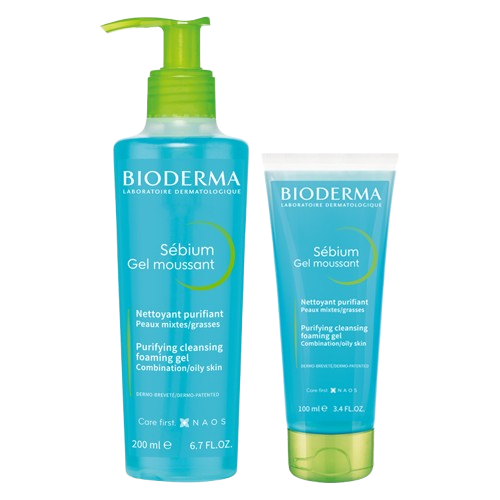 BIODERMA
LABORATOIRE DERMATOLOGIQUE
Sébium
Gel moussant
Nettoyant purifiant
Peaux mixtes/grasses
Purifying cleansing
foaming gel
Combination/oily skin
DERMO-BREVETÉ/DERMO-PATENTED
Care first. NAOS
200 ml e 6.7 FL.OZ.
BIODERMA
LABORATOIRE DERMATOLOGIQUE
Sébium
Gel moussant
Nettoyant purifiant
Peaux mixtes/grasses
Purifying cleansing
foaming gel
Combination/oily skin
DERMO-BREVETÉ/DERMO-PATENTED
Care first. NAOS
100 ml e 3.4 FL.OZ.